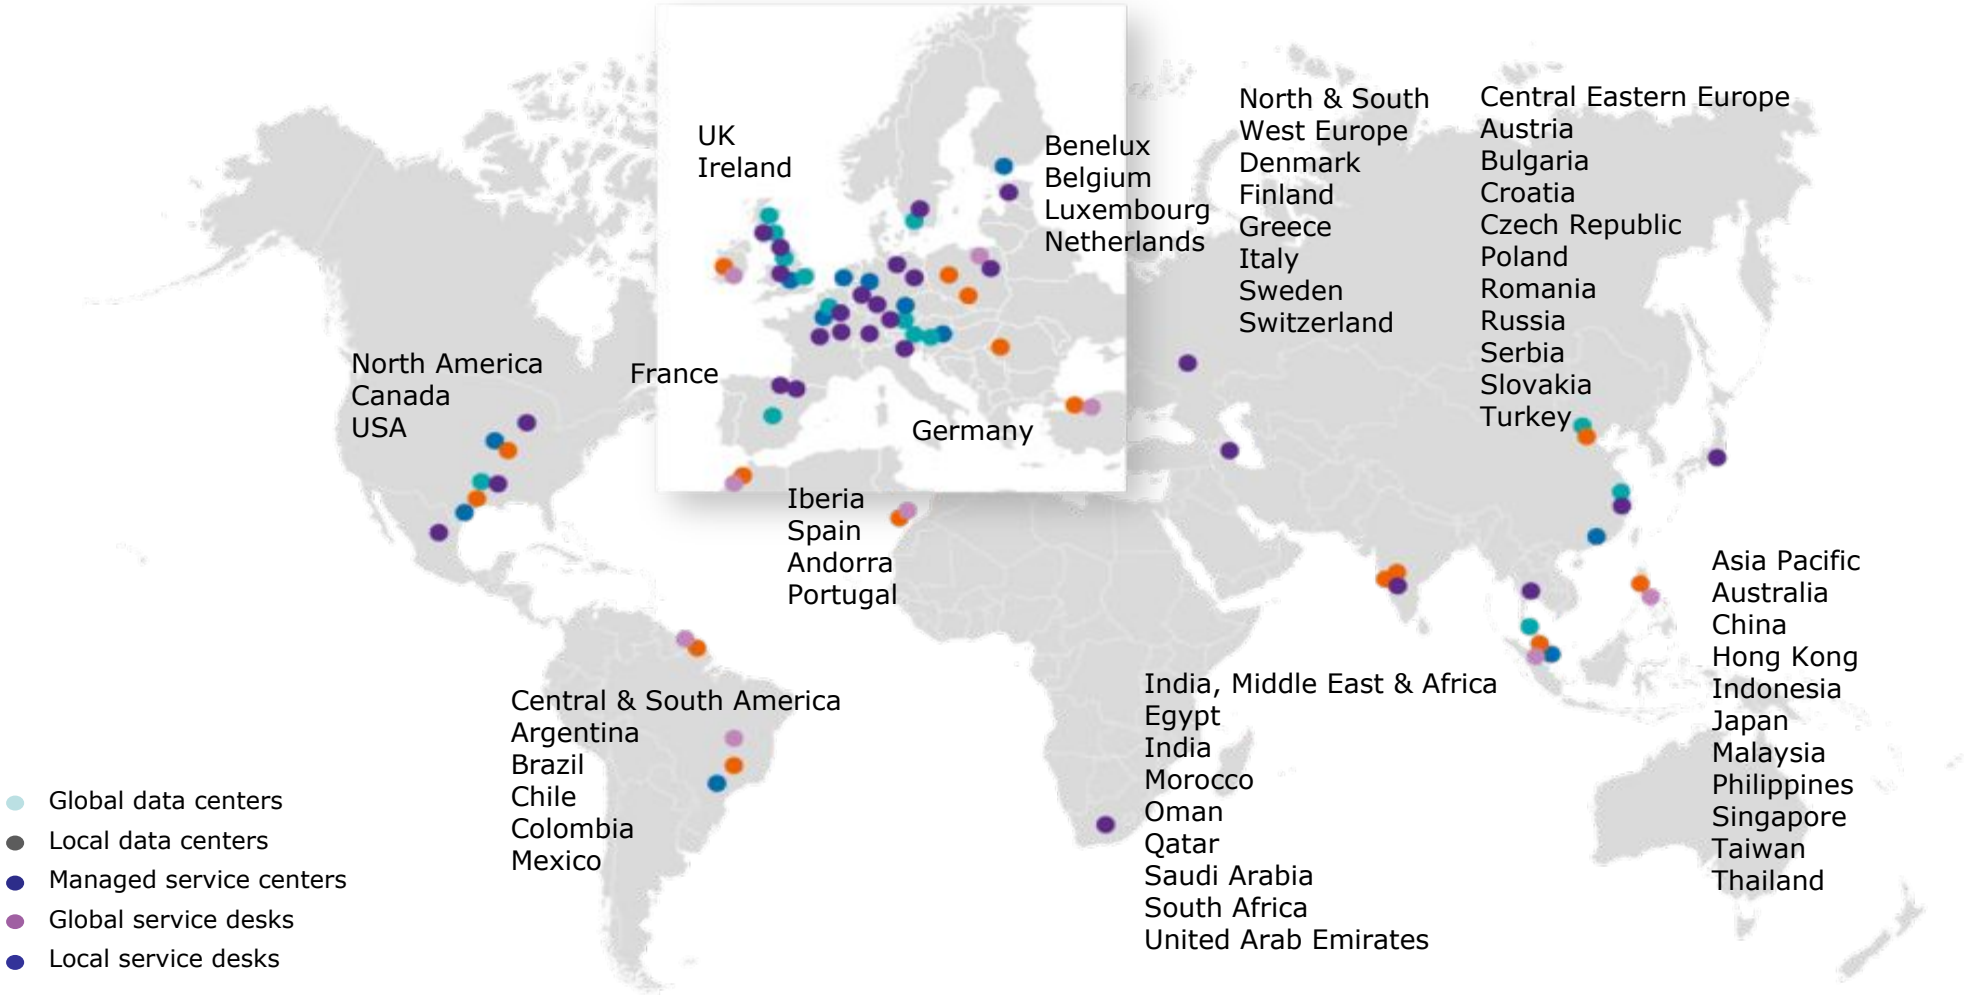 UK
Ireland
Benelux
Belgium
Luxembourg
Netherlands
North & South
West Europe
Denmark
Finland
Greece
Italy
Sweden
Switzerland
Central Eastern Europe
Austria
Bulgaria
Croatia
Czech Republic
Poland
Romania
Russia
Serbia
Slovakia
Turkey
North America
Canada
USA
France
Germany
Iberia
Spain
Andorra
Portugal
Asia Pacific
Australia
China
Hong Kong
Indonesia
Japan
Malaysia
Philippines
Singapore
Taiwan
Thailand
Central & South America
Argentina
Brazil
Chile
Colombia
Mexico
India, Middle East & Africa
Egypt
India
Morocco
Oman
Qatar
Saudi Arabia
South Africa
United Arab Emirates
Global data centers
Local data centers
Managed service centers
Global service desks
Local service desks